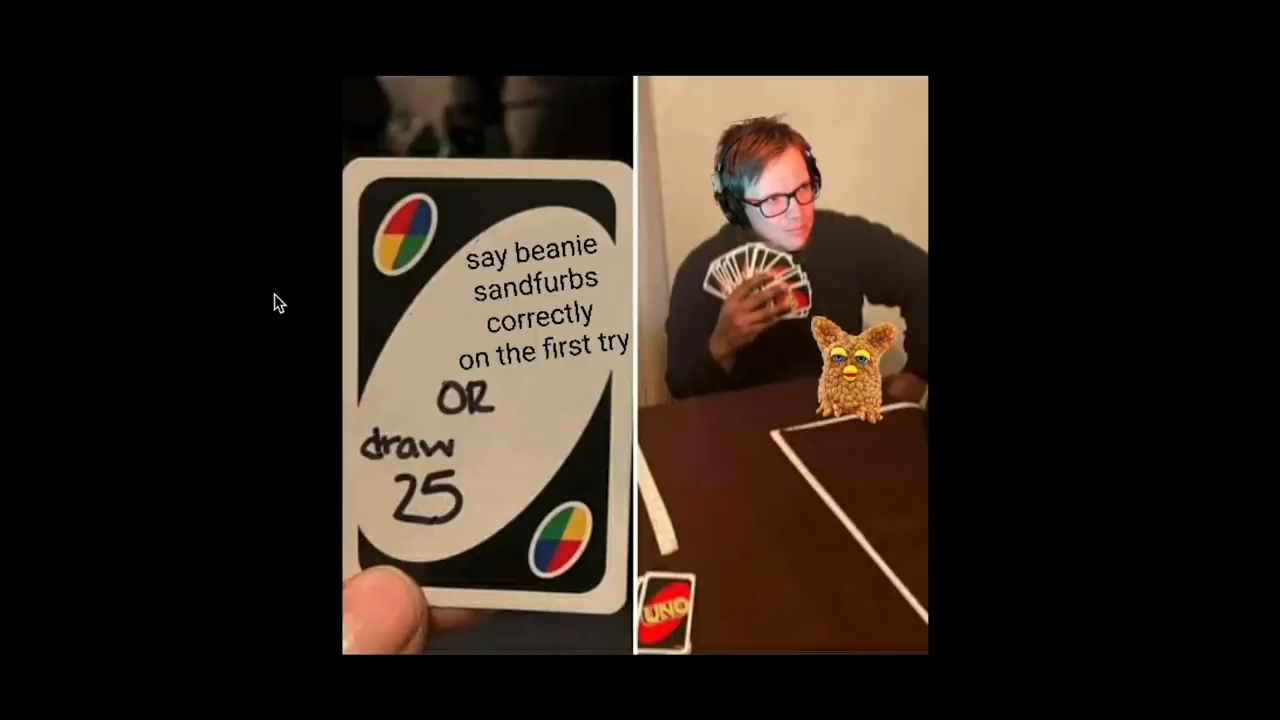 say beanie
sandfurbs
correctly
on the first try
OR
draw
25
UNO